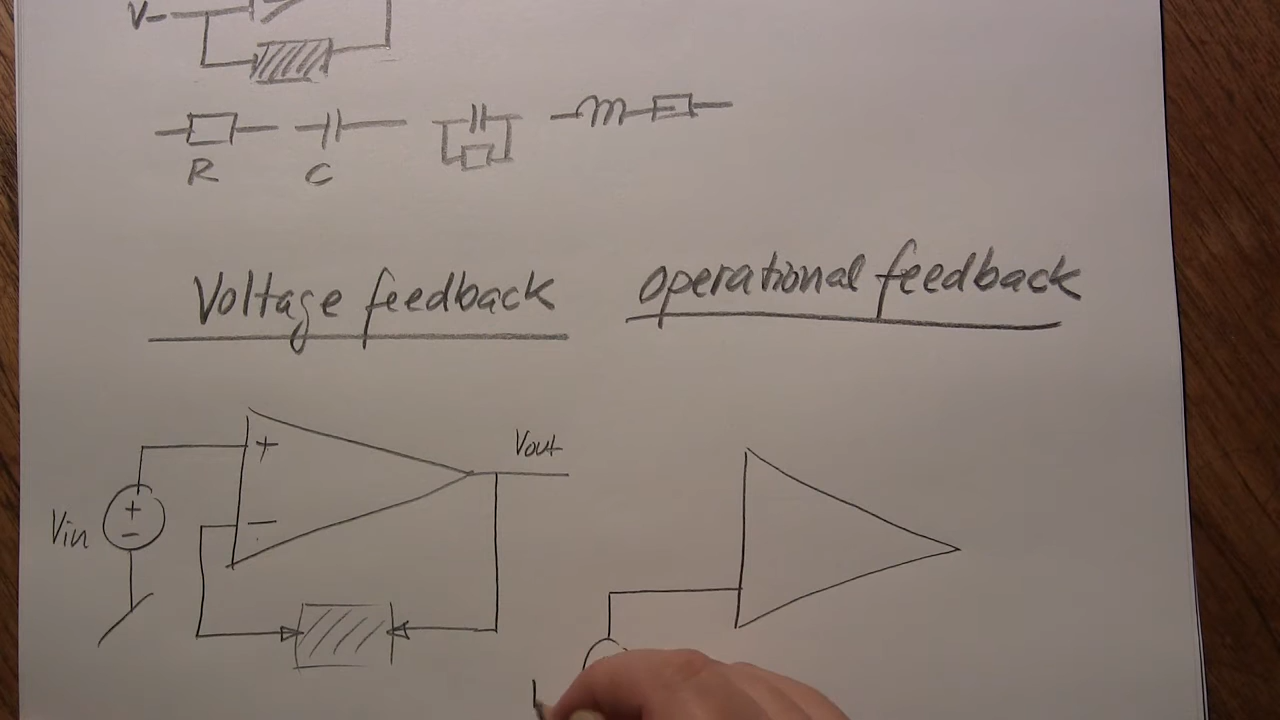 V-
R C
Voltage feedback operational feedback
Vout
+
+
Vin
-
-